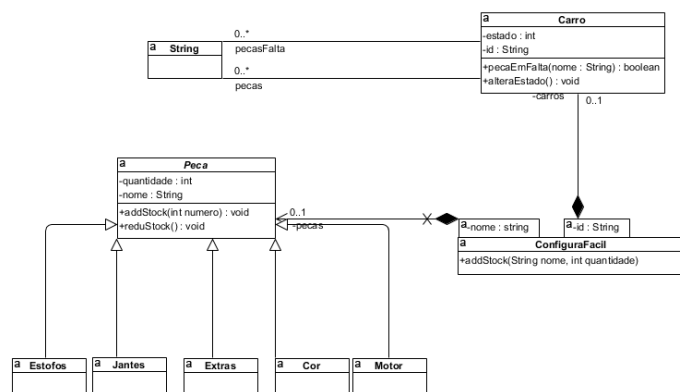 a
Carro
-estado : int
-id : String
+pecaEmFalta(nome : String) : boolean
+alteraEstado() : void
a
String
0..*
pecasFalta
0..*
pecas
-carros
0..1
a
Peca
-quantidade : int
-nome : String
+addStock(int numero) : void
+reduStock() : void
0..1
-pecas
a
-nome : string
a
-id : String
a
ConfiguraFacil
+addStock(String nome, int quantidade)
a
Estofos
a
Jantes
a
Extras
a
Cor
a
Motor